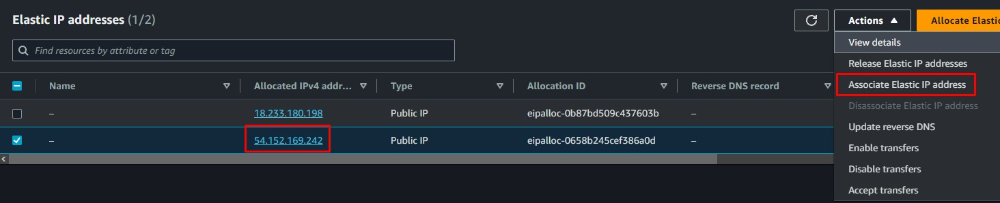 Elastic IP addresses (1/2)
Actions
Allocate Elastic
Find resources by attribute or tag
View details
Release Elastic IP addresses
Associate Elastic IP address
Disassociate Elastic IP address
Update reverse DNS
Enable transfers
Disable transfers
Accept transfers
Name Allocated IPv4 addr... Type Allocation ID Reverse DNS record
– 18.233.180.198 Public IP eipalloc-0b87bd509c437603b –
– 54.152.169.242 Public IP eipalloc-0658b245cef386a0d –